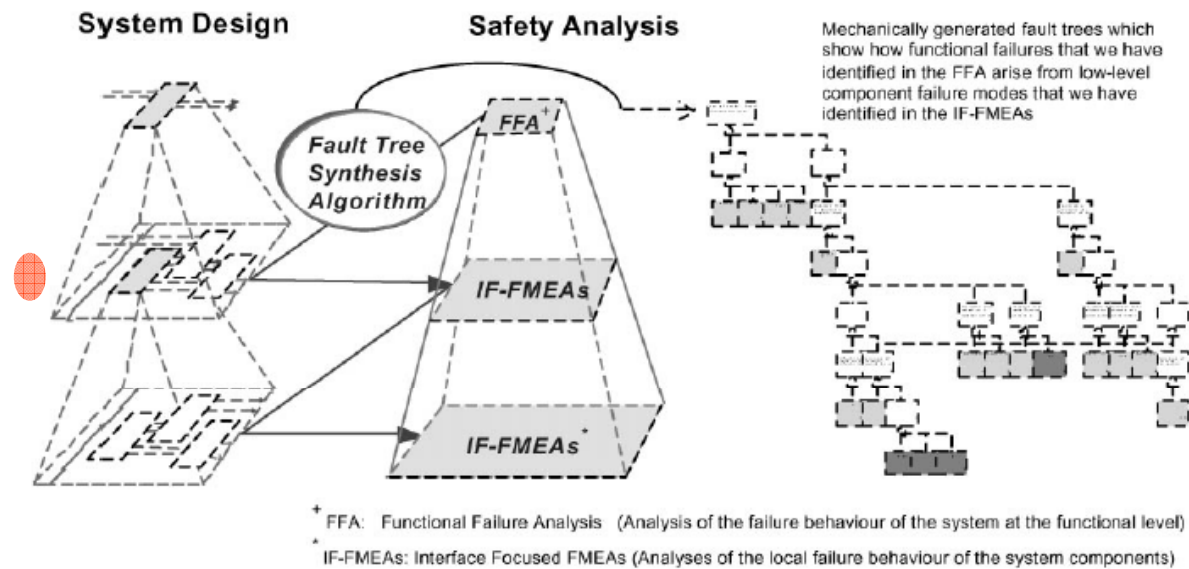 System Design
Safety Analysis
Mechanically generated fault trees which
show how functional failures that we have
identified in the FFA arise from low-level
component failure modes that we have
identified in the IF-FMEAs
FFA+
Fault Tree
Synthesis
Algorithm
IF-FMEAs
IF-FMEAs*
+ FFA: Functional Failure Analysis (Analysis of the failure behaviour of the system at the functional level)
* IF-FMEAs: Interface Focused FMEAs (Analyses of the local failure behaviour of the system components)